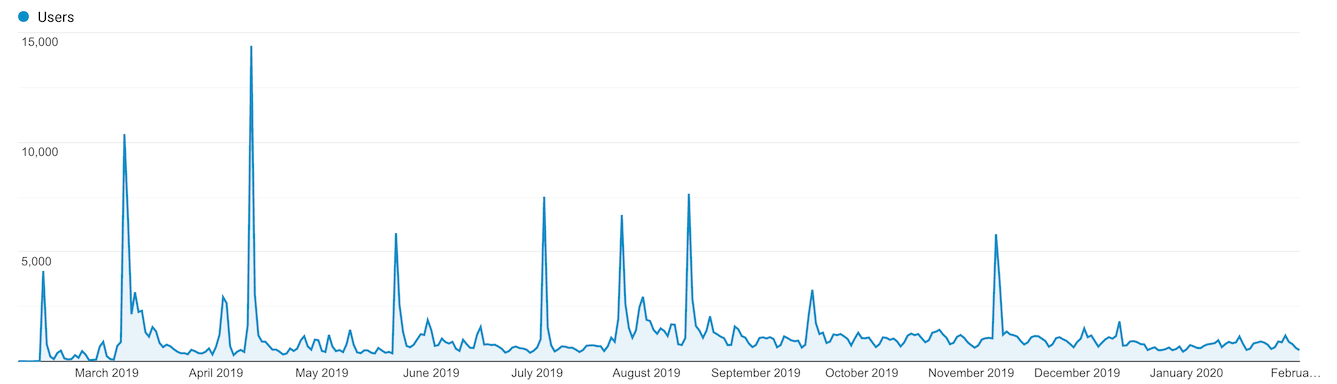 Users
15,000
10,000
5,000
March 2019 April 2019 May 2019 June 2019 July 2019 August 2019 September 2019 October 2019 November 2019 December 2019 January 2020 Februa…